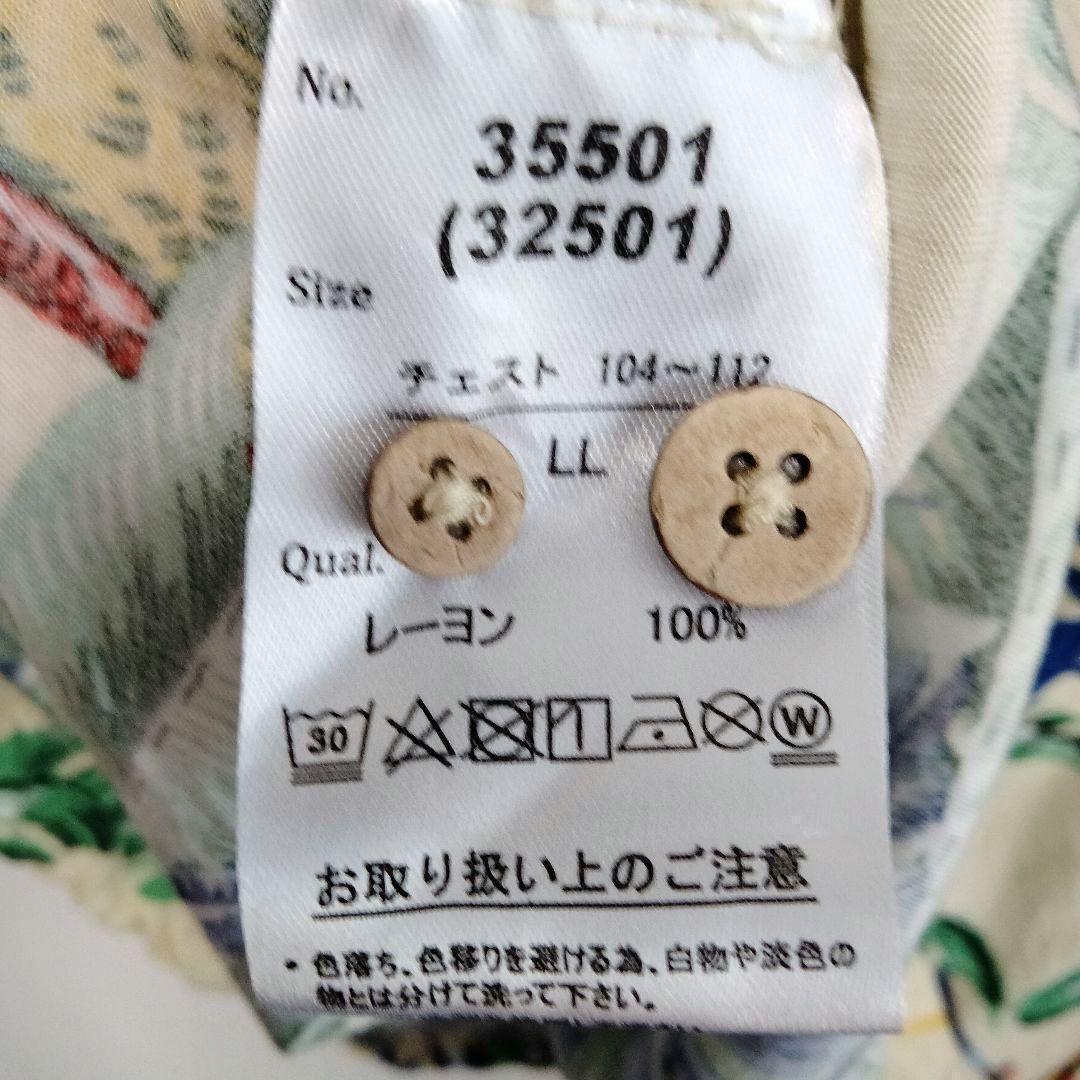 No.
35501
(32501)
Size
チェスト 104～112
LL
Qual.
レーヨン 100%
30 W
お取り扱い上のご注意
・色落ち、色移りを避ける為、白物や淡色の
物とは分けて洗って下さい。